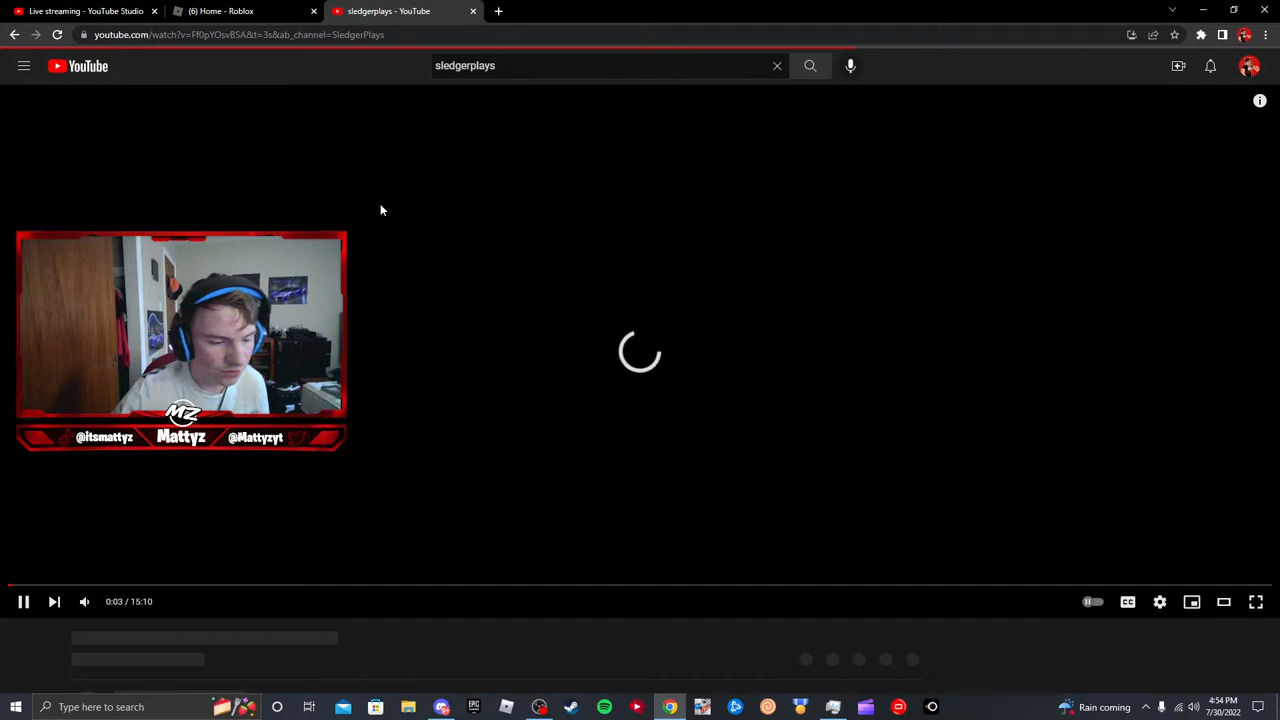 Live streaming - YouTube Studio
(6) Home - Roblox
sledgerplays - YouTube
youtube.com/watch?v=Ff0pYOsvBSA&t=3s&ab_channel=SledgerPlays
YouTube
sledgerplays
MZ
@itsmattyz
Mattyz
@Mattyzyt
0:03 / 15:10
CC
Type here to search
EPIC
Rain coming
4:54 PM
7/30/2022